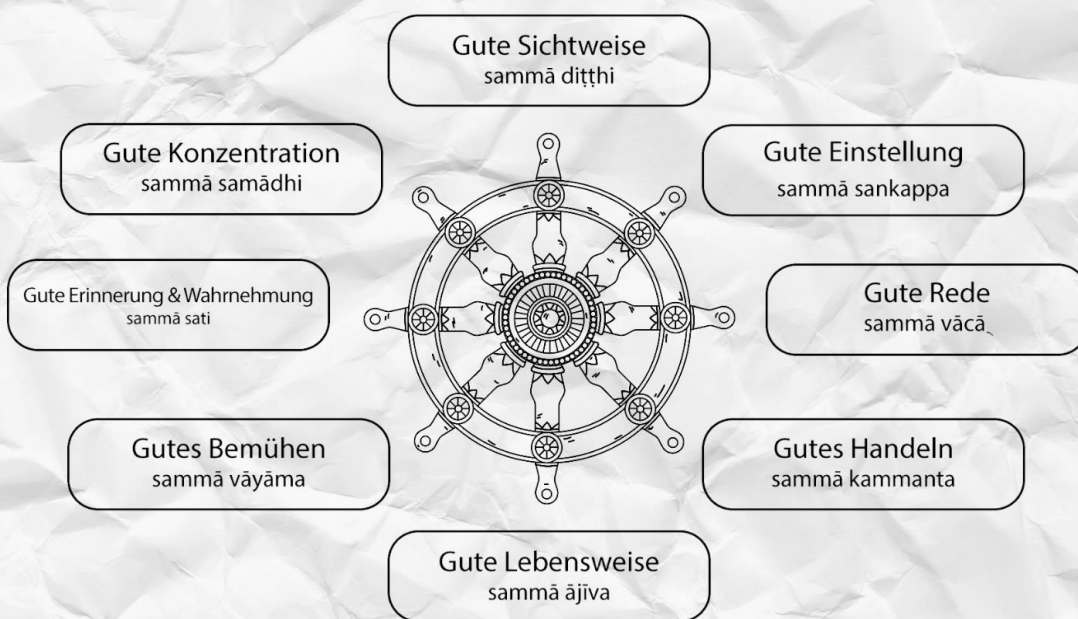 Gute Sichtweise
sammā diṭṭhi
Gute Einstellung
sammā sankappa
Gute Rede
sammā vācā
Gutes Handeln
sammā kammanta
Gute Lebensweise
sammā ājīva
Gutes Bemühen
sammā vāyāma
Gute Erinnerung & Wahrnehmung
sammā sati
Gute Konzentration
sammā samādhi